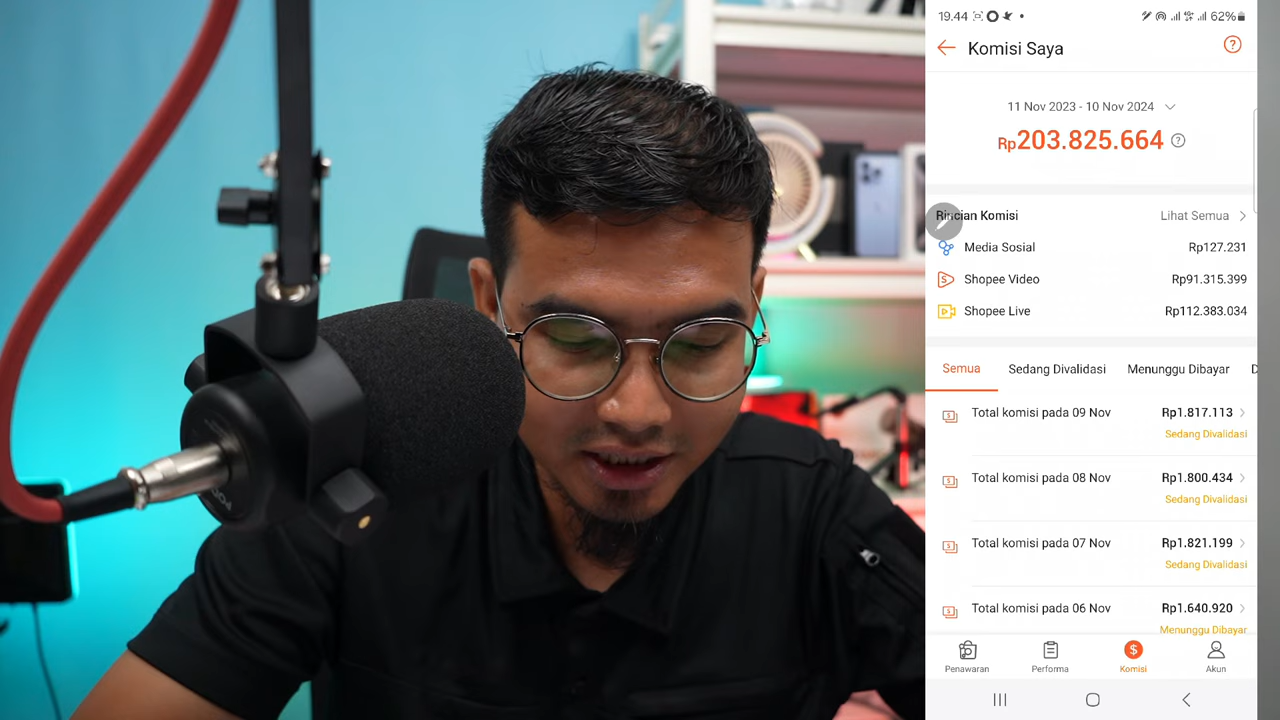 19.44 62%
Komisi Saya
11 Nov 2023 - 10 Nov 2024
Rp203.825.664
Rincian Komisi Lihat Semua
Media Sosial Rp127.231
Shopee Video Rp91.315.399
Shopee Live Rp112.383.034
Semua Sedang Divalidasi Menunggu Dibayar
Total komisi pada 09 Nov Rp1.817.113
Sedang Divalidasi
Total komisi pada 08 Nov Rp1.800.434
Sedang Divalidasi
Total komisi pada 07 Nov Rp1.821.199
Sedang Divalidasi
Total komisi pada 06 Nov Rp1.640.920
Menunggu Dibayar
Penawaran Performa Komisi Akun